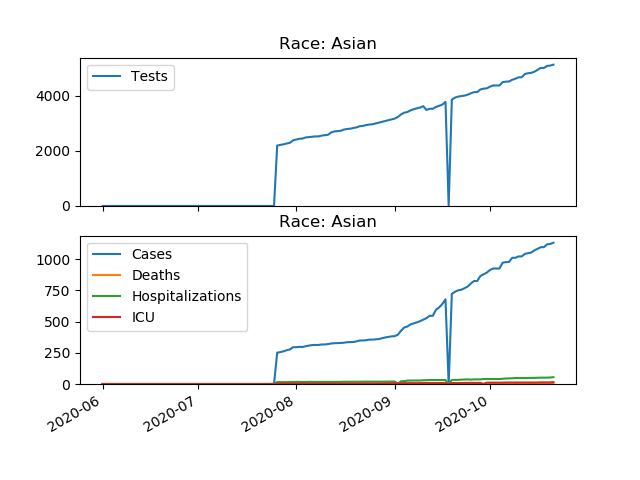 Race: Asian
Tests
4000
2000
0
Race: Asian
Cases
Deaths
Hospitalizations
ICU
1000
750
500
250
0
2020-06
2020-07
2020-08
2020-09
2020-10